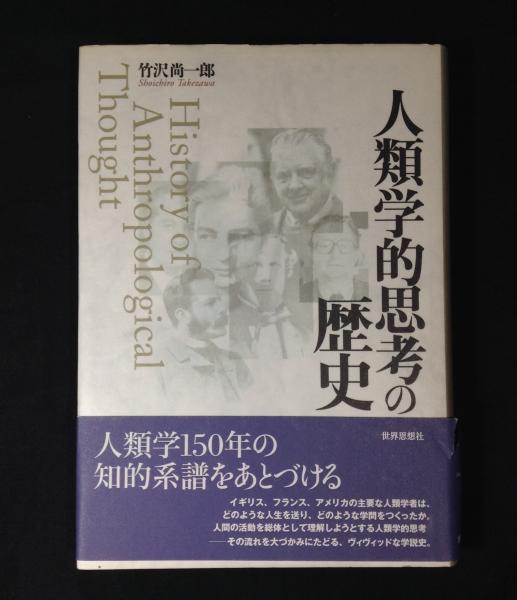 竹沢尚一郎
Shoichiro Takezawa
History of
Anthropological
Thought
人類学的思考の
歴史
世界思想社
人類学150年の
知的系譜をあとづける
イギリス、フランス、アメリカの主要な人類学者は、
どのような人生を送り、どのような学問をつくったか。
人間の活動を総体として理解しようとする人類学的思考
──その流れを大づかみにたどる、ヴィヴィッドな学説史。